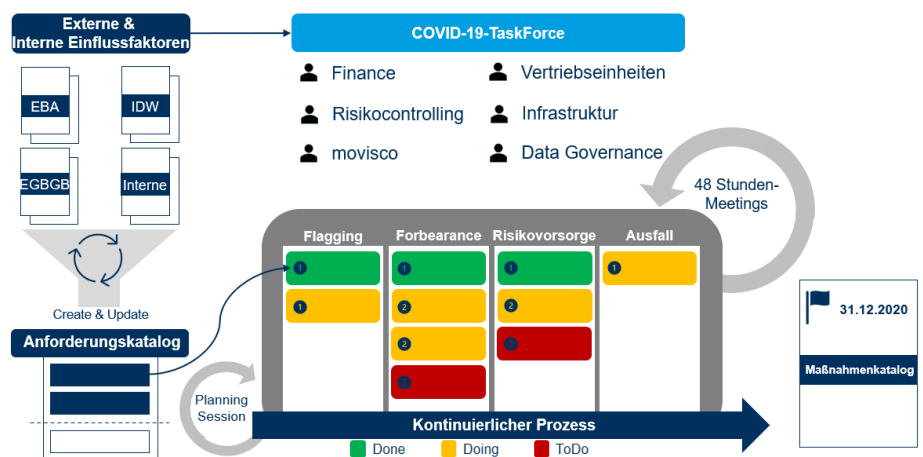 Externe &
Interne Einflussfaktoren
COVID-19-TaskForce
EBA
IDW
EGBGB
Interne
Finance
Vertriebseinheiten
Risikocontrolling
Infrastruktur
movisco
Data Governance
48 Stunden-
Meetings
Create & Update
Anforderungskatalog
Planning
Session
Flagging
Forbearance
Risikovorsorge
Ausfall
1
1
1
1
1
2
2
2
31.12.2020
Maßnahmenkatalog
Kontinuierlicher Prozess
Done
Doing
ToDo